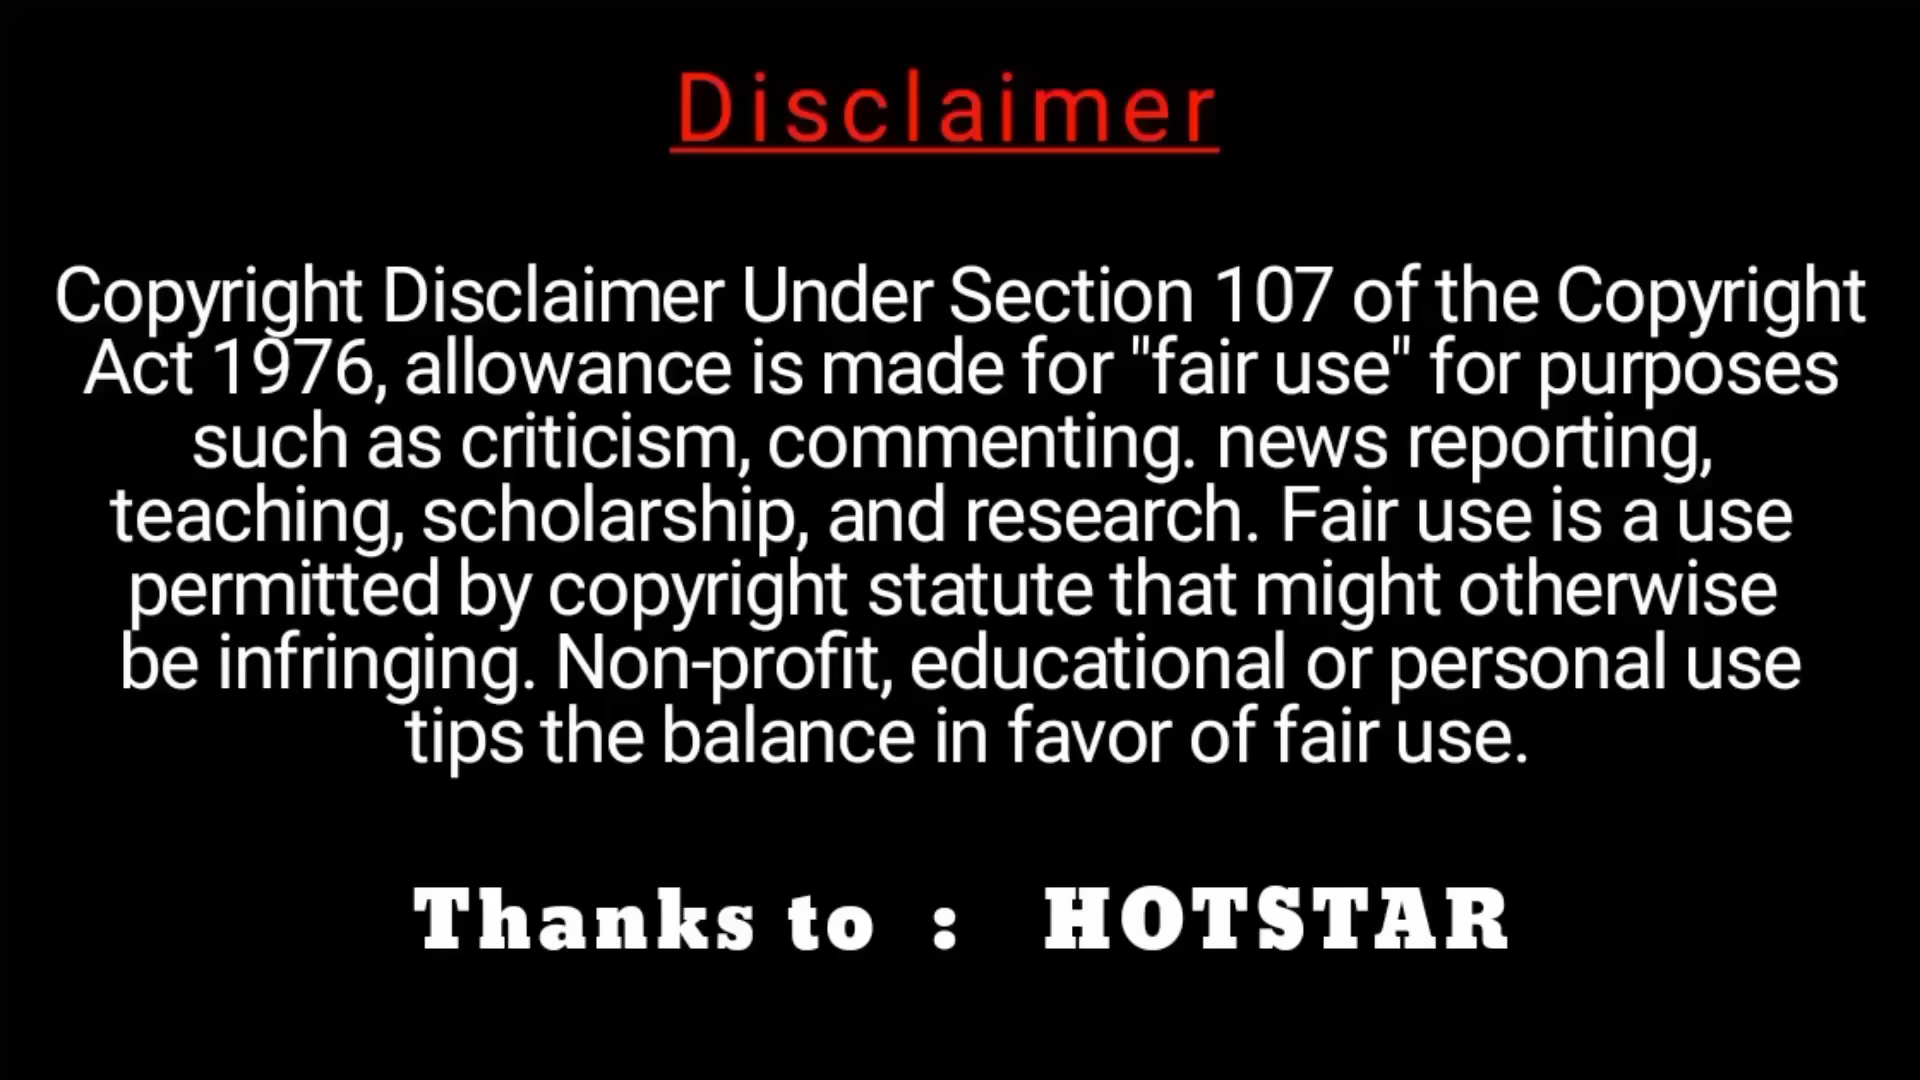 Disclaimer
Copyright Disclaimer Under Section 107 of the Copyright
Act 1976, allowance is made for "fair use" for purposes
such as criticism, commenting. news reporting,
teaching, scholarship, and research. Fair use is a use
permitted by copyright statute that might otherwise
be infringing. Non-profit, educational or personal use
tips the balance in favor of fair use.
Thanks to : HOTSTAR